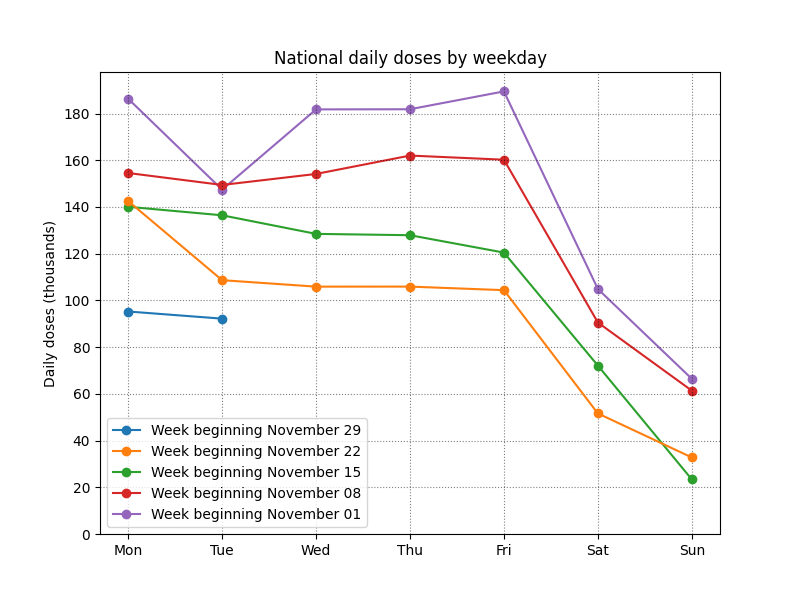 National daily doses by weekday
Daily doses (thousands)
180
160
140
120
100
80
60
40
20
0
Week beginning November 29
Week beginning November 22
Week beginning November 15
Week beginning November 08
Week beginning November 01
Mon Tue Wed Thu Fri Sat Sun